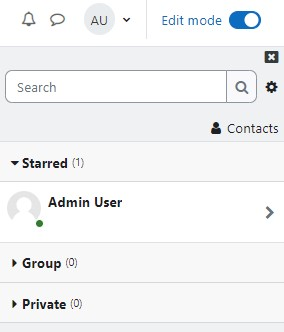 AU Edit mode
Search
Contacts
Starred (1)
Admin User
Group (0)
Private (0)